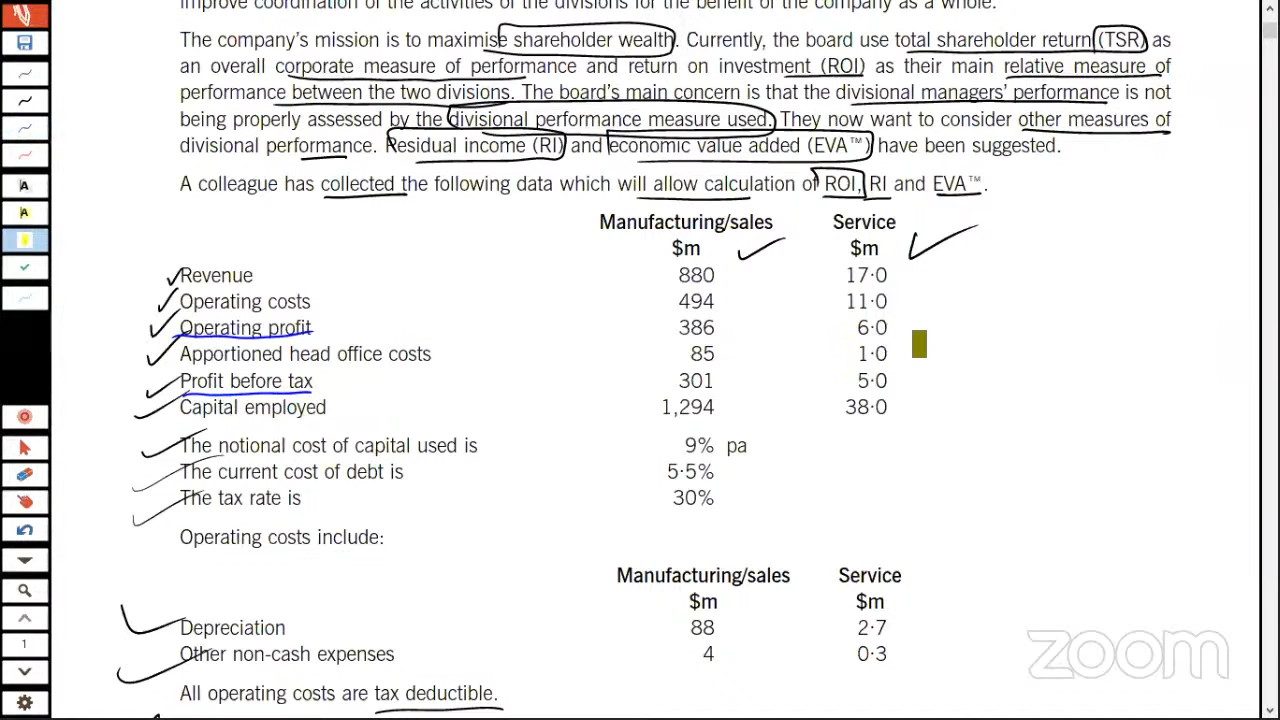 improve coordination of the activities of the divisions for the benefit of the company as a whole.
The company's mission is to maximise shareholder wealth. Currently, the board use total shareholder return (TSR) as
an overall corporate measure of performance and return on investment (ROI) as their main relative measure of
performance between the two divisions. The board's main concern is that the divisional managers' performance is not
being properly assessed by the divisional performance measure used. They now want to consider other measures of
divisional performance. Residual income (RI) and economic value added (EVA™) have been suggested.
A colleague has collected the following data which will allow calculation of ROI, RI and EVA™.
Manufacturing/sales Service
$m $m
Revenue 880 17·0
Operating costs 494 11·0
Operating profit 386 6·0
Apportioned head office costs 85 1·0
Profit before tax 301 5·0
Capital employed 1,294 38·0
The notional cost of capital used is 9% pa
The current cost of debt is 5·5%
The tax rate is 30%
Operating costs include:
Manufacturing/sales Service
$m $m
Depreciation 88 2·7
Other non-cash expenses 4 0·3
All operating costs are tax deductible.
A
A
1
zoom